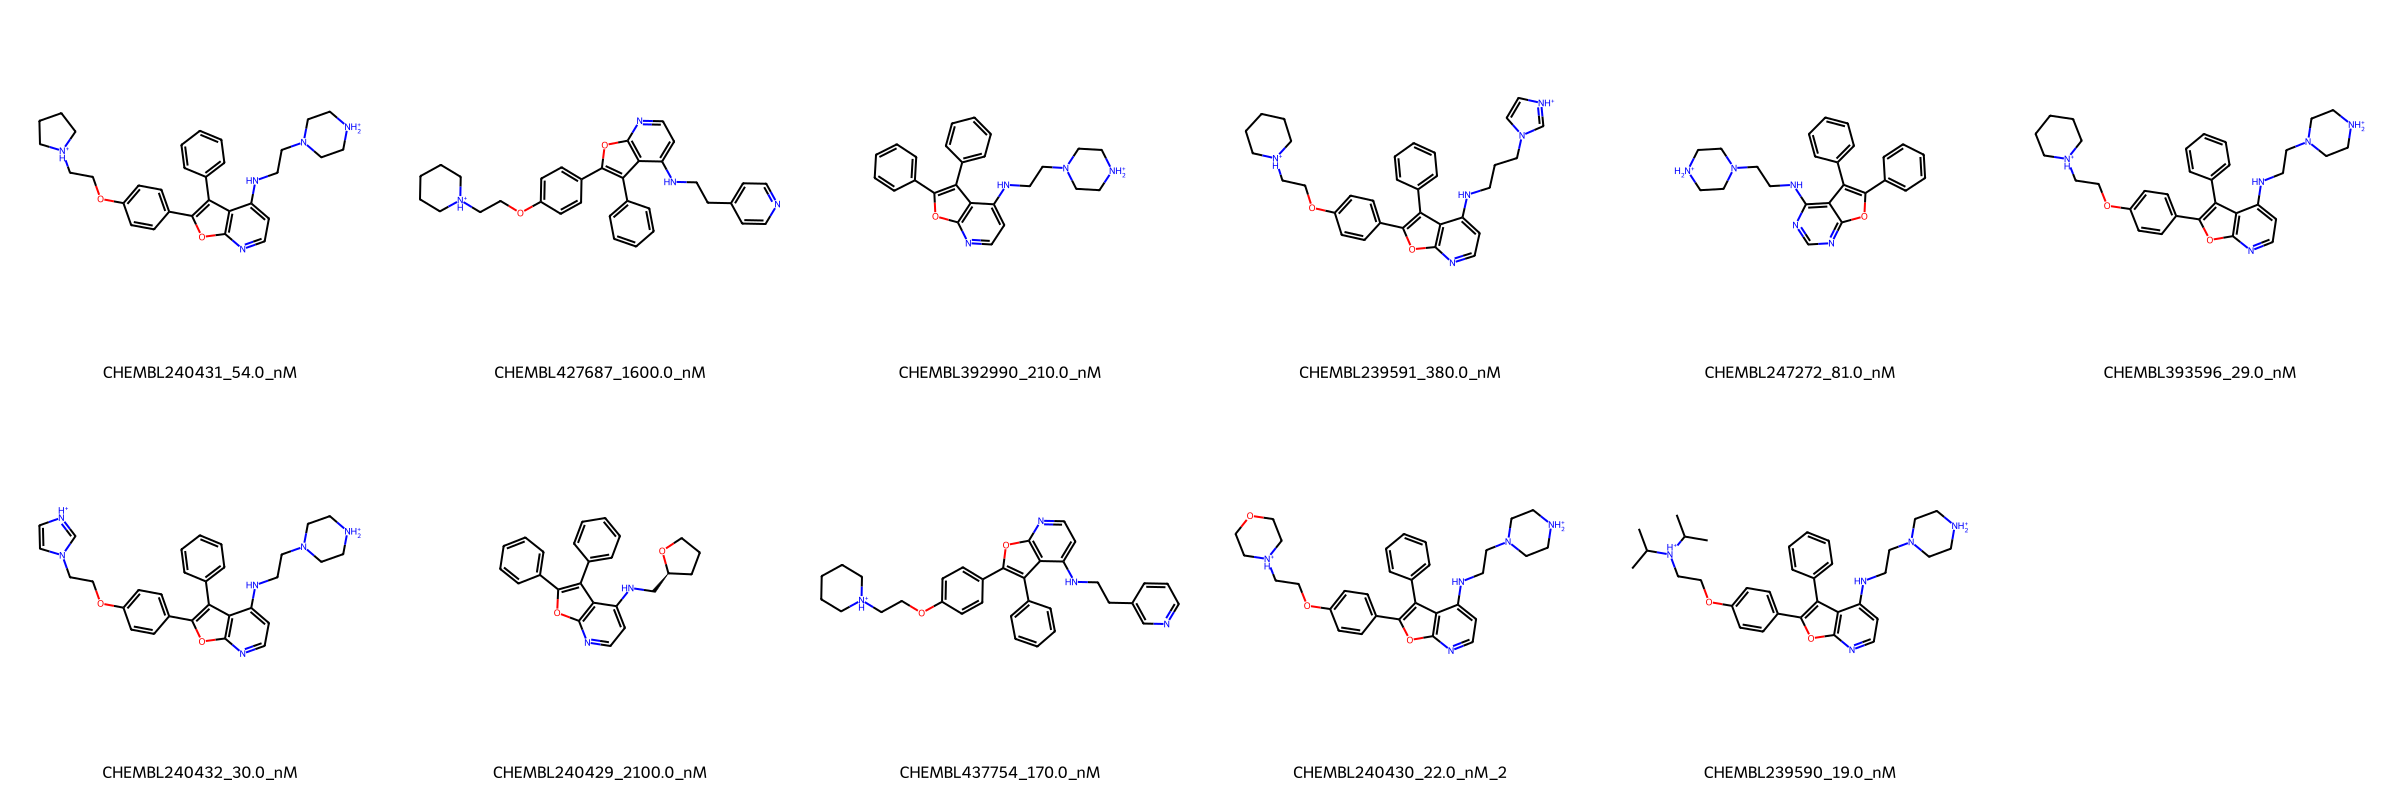 CHEMBL240431_54.0_nM
CHEMBL427687_1600.0_nM
CHEMBL392990_210.0_nM
CHEMBL239591_380.0_nM
CHEMBL247272_81.0_nM
CHEMBL393596_29.0_nM
CHEMBL240432_30.0_nM
CHEMBL240429_2100.0_nM
CHEMBL437754_170.0_nM
CHEMBL240430_22.0_nM_2
CHEMBL239590_19.0_nM